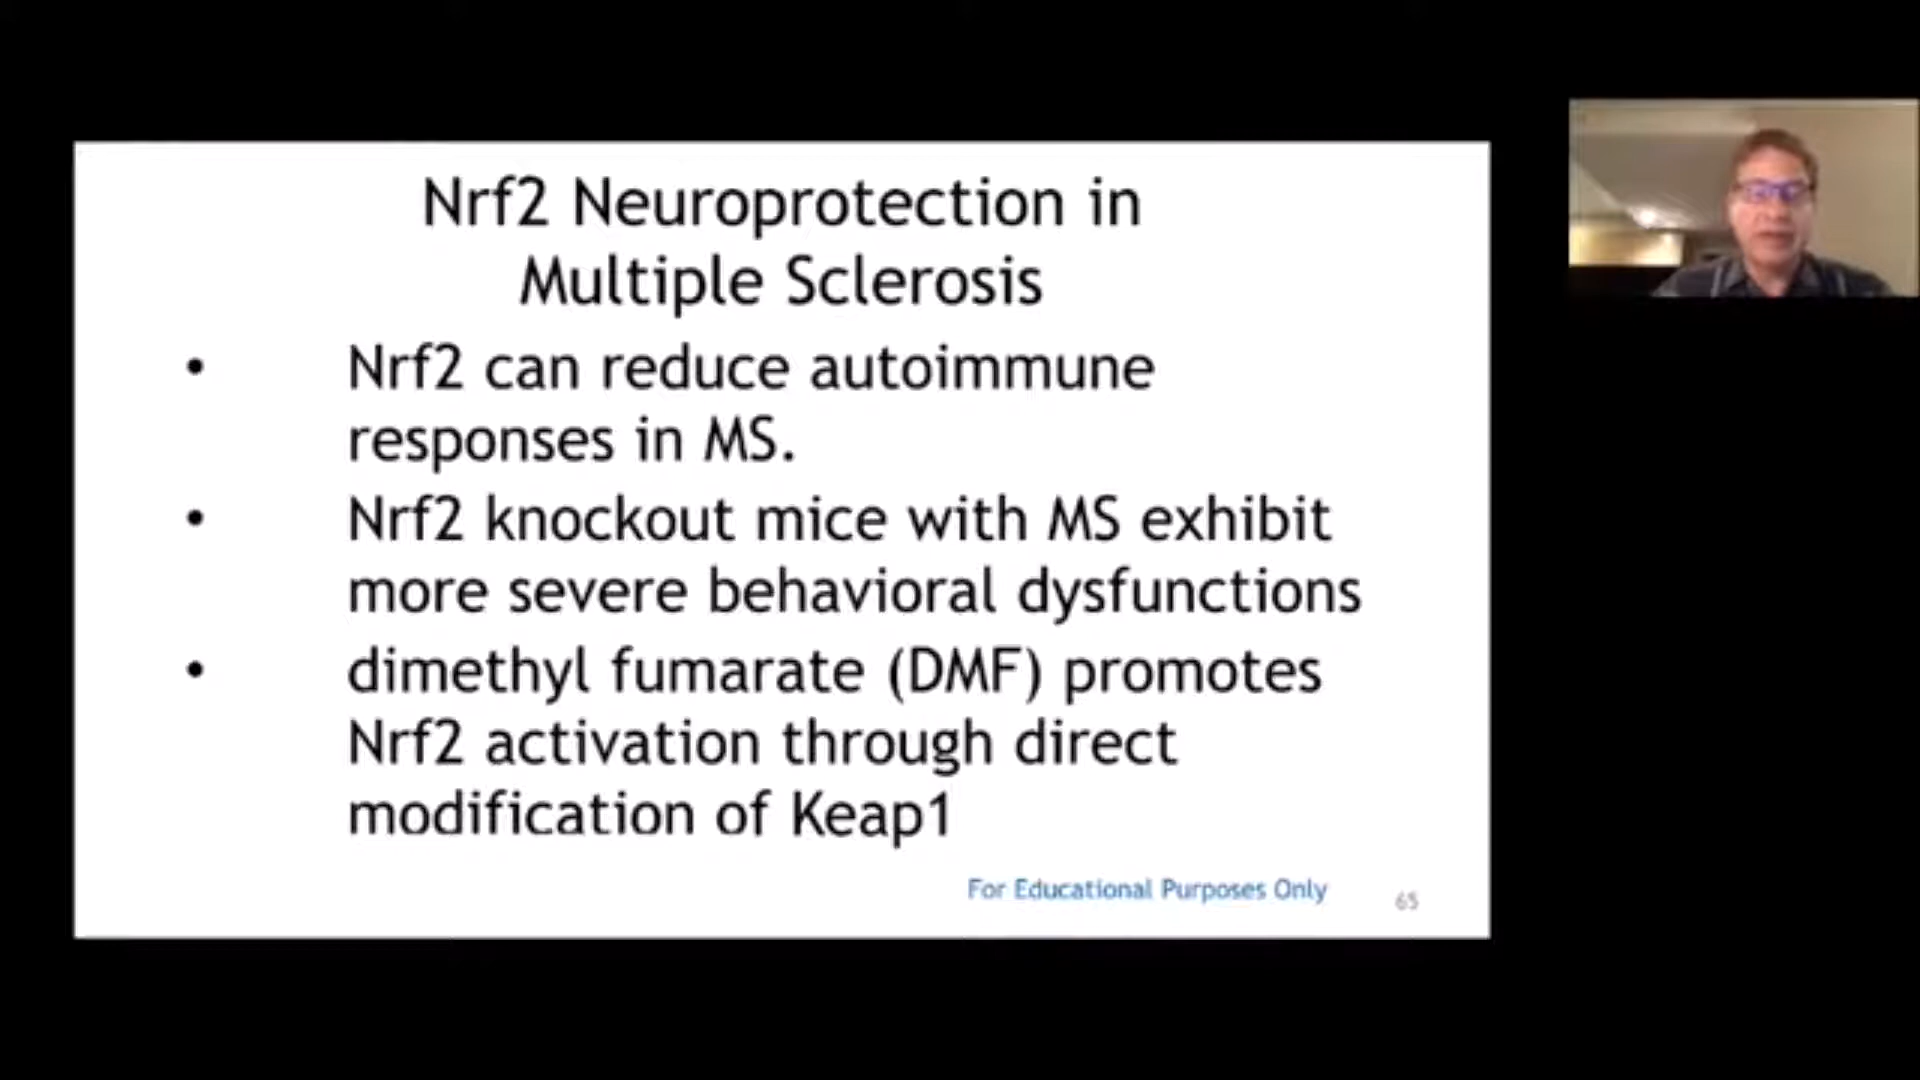 Nrf2 Neuroprotection in
Multiple Sclerosis
• Nrf2 can reduce autoimmune
responses in MS.
• Nrf2 knockout mice with MS exhibit
more severe behavioral dysfunctions
• dimethyl fumarate (DMF) promotes
Nrf2 activation through direct
modification of Keap1
For Educational Purposes Only
65